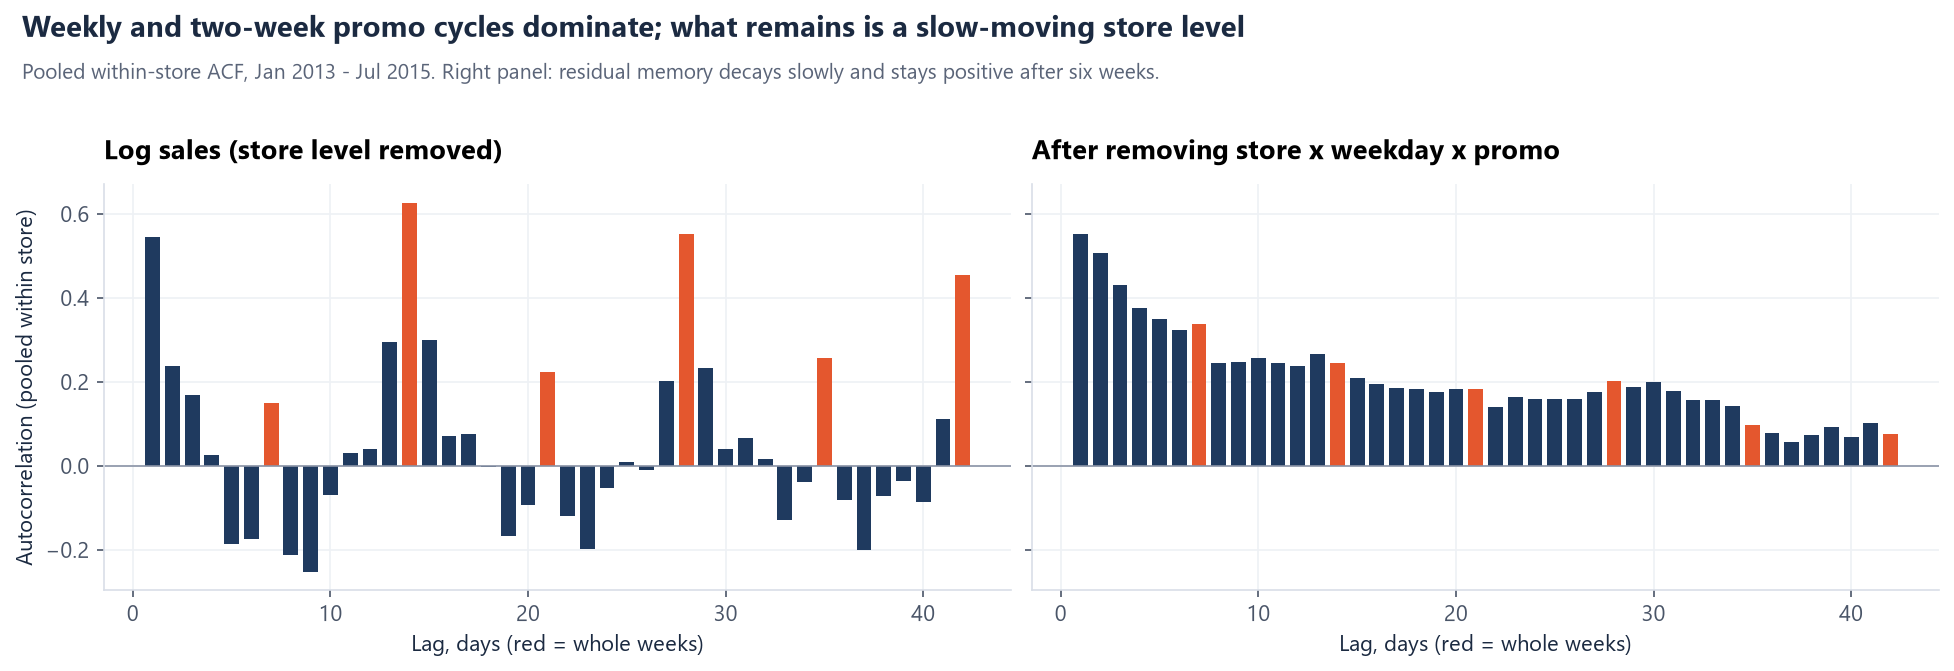 Weekly and two-week promo cycles dominate; what remains is a slow-moving store level
Pooled within-store ACF, Jan 2013 - Jul 2015. Right panel: residual memory decays slowly and stays positive after six weeks.
Log sales (store level removed)
After removing store x weekday x promo
Autocorrelation (pooled within store)
0.6
0.4
0.2
0.0
−0.2
0 10 20 30 40
0 10 20 30 40
Lag, days (red = whole weeks)
Lag, days (red = whole weeks)